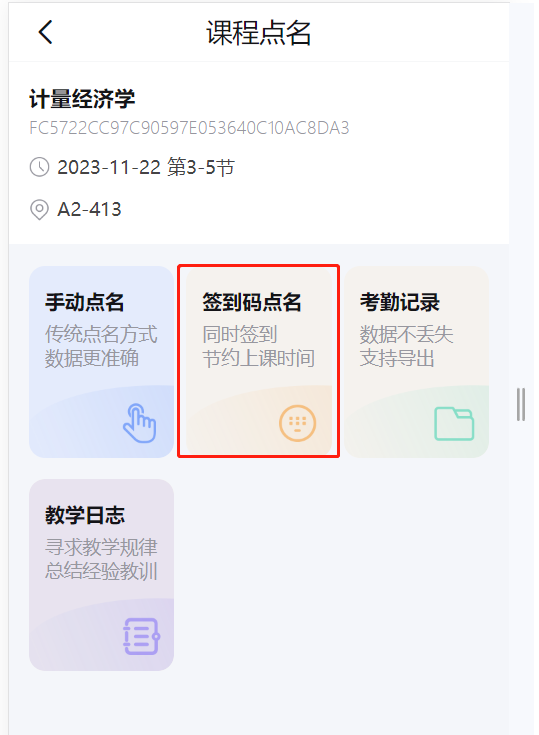 课程点名
计量经济学
FC5722CC97C90597E053640C10AC8DA3
2023-11-22 第3-5节
A2-413
手动点名
传统点名方式
数据更准确
签到码点名
同时签到
节约上课时间
考勤记录
数据不丢失
支持导出
教学日志
寻求教学规律
总结经验教训